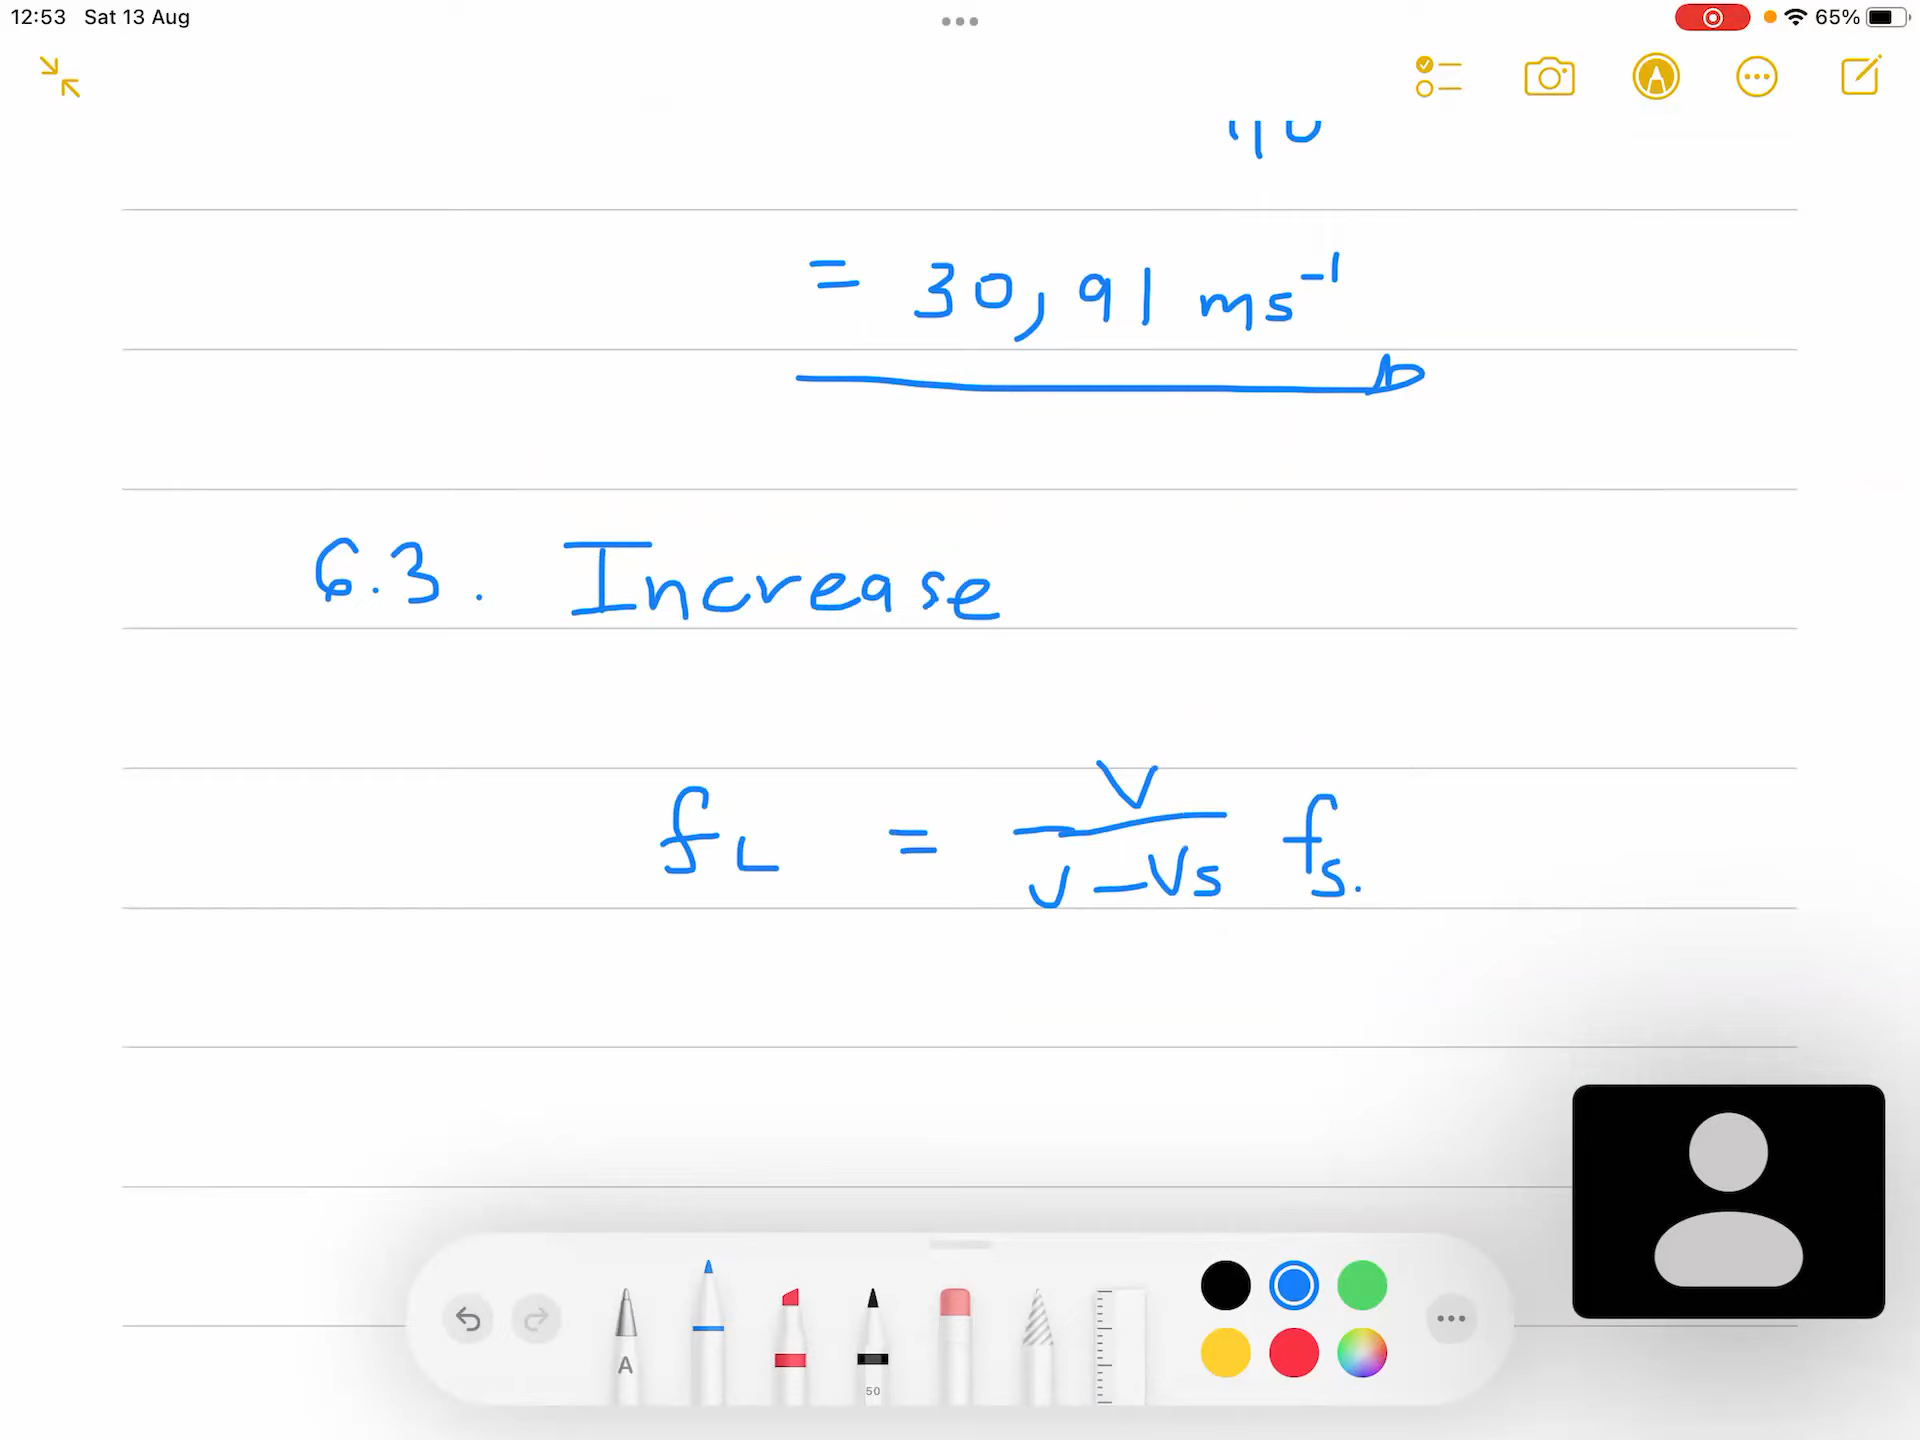 12:53 Sat 13 Aug
65%
= 30,91 ms⁻¹
6.3. Increase
fL = V / V - Vs fs.
A
50